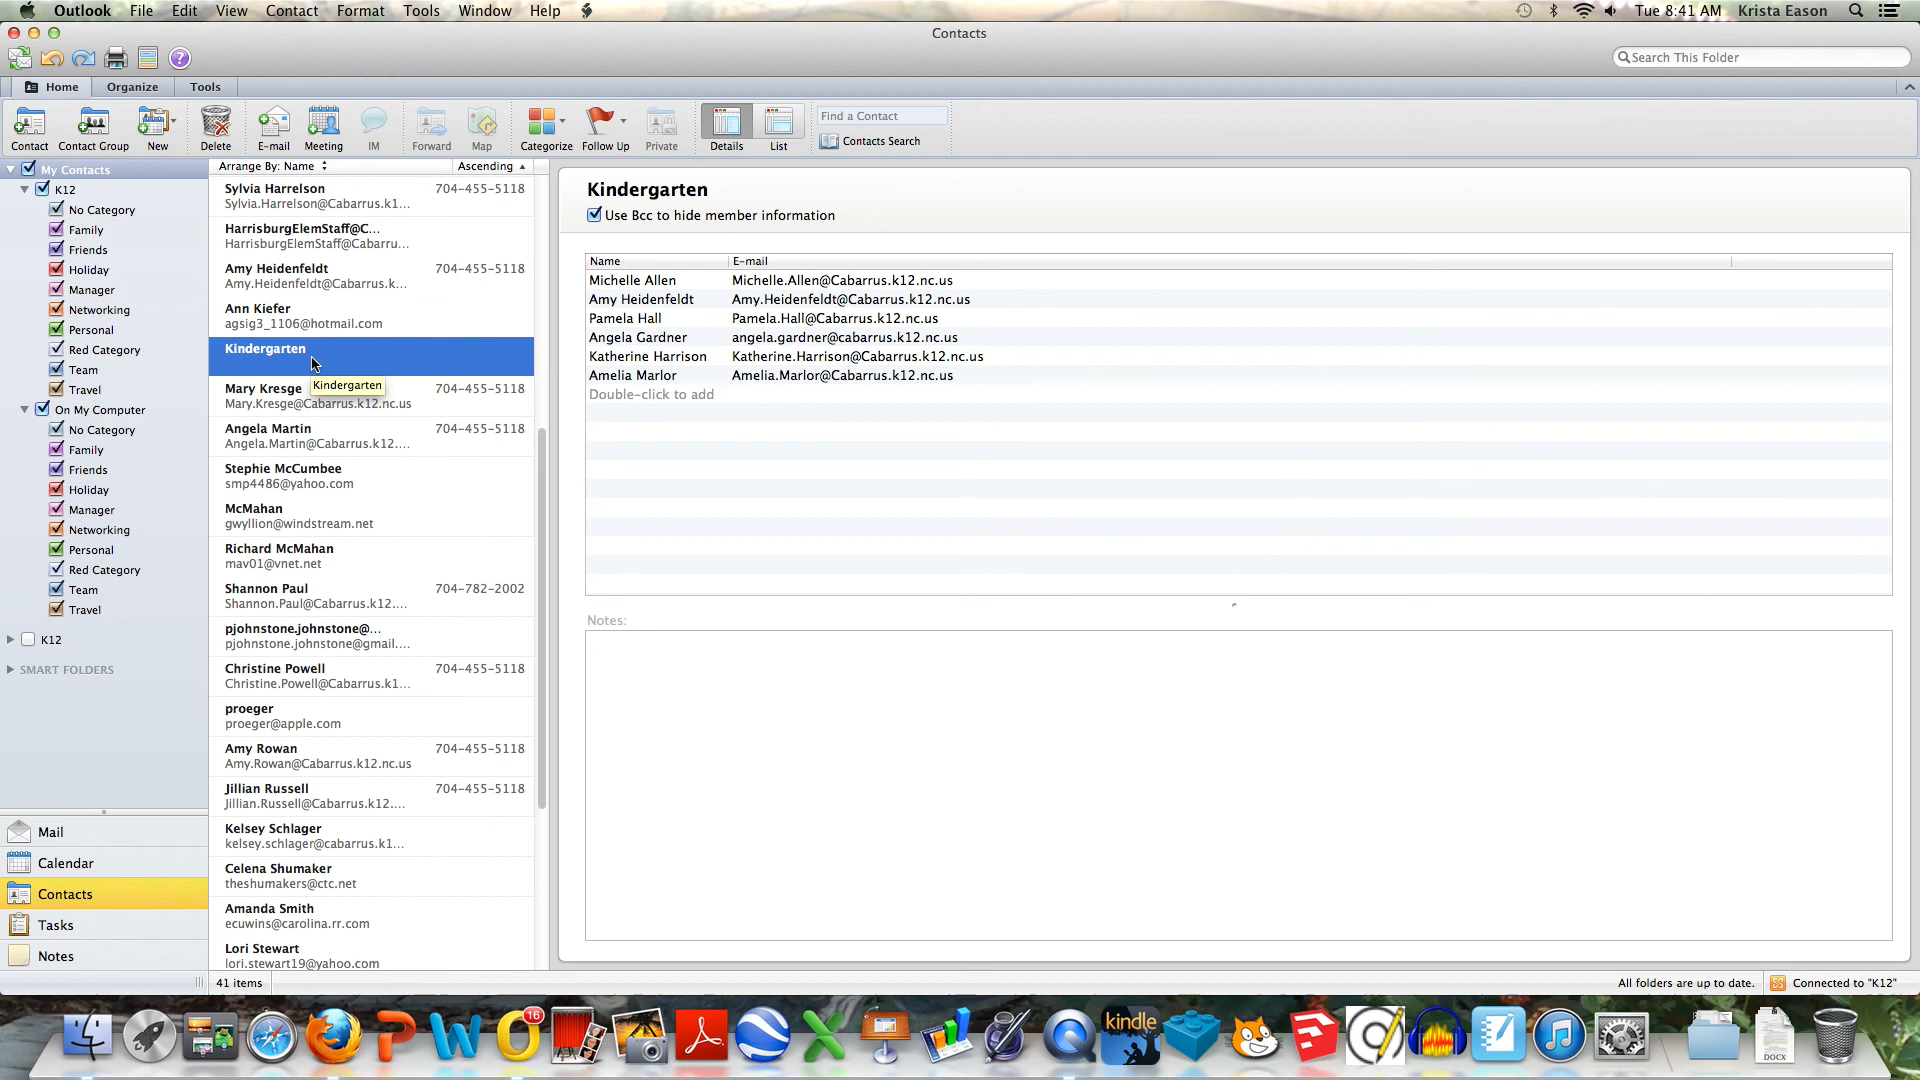 Outlook File Edit View Contact Format Tools Window Help Tue 8:41 AM Krista Eason
Contacts
Search This Folder
Home Organize Tools
Contact Contact Group New Delete E-mail Meeting IM Forward Map Categorize Follow Up Private Details List
Find a Contact
Contacts Search
My Contacts
K12
No Category
Family
Friends
Holiday
Manager
Networking
Personal
Red Category
Team
Travel
On My Computer
No Category
Family
Friends
Holiday
Manager
Networking
Personal
Red Category
Team
Travel
K12
SMART FOLDERS
Mail
Calendar
Contacts
Tasks
Notes
Arrange By: Name Ascending
Sylvia Harrelson 704-455-5118
Sylvia.Harrelson@Cabarrus.k1...
HarrisburgElemStaff@C...
HarrisburgElemStaff@Cabarru...
Amy Heidenfeldt 704-455-5118
Amy.Heidenfeldt@Cabarrus.k...
Ann Kiefer
agsig3_1106@hotmail.com
Kindergarten
Kindergarten
Mary Kresge 704-455-5118
Mary.Kresge@Cabarrus.k12.nc.us
Angela Martin 704-455-5118
Angela.Martin@Cabarrus.k12....
Stephie McCumbee
smp4486@yahoo.com
McMahan
gwyllion@windstream.net
Richard McMahan
mav01@vnet.net
Shannon Paul 704-782-2002
Shannon.Paul@Cabarrus.k12....
pjohnstone.johnstone@...
pjohnstone.johnstone@gmail....
Christine Powell 704-455-5118
Christine.Powell@Cabarrus.k1...
proeger
proeger@apple.com
Amy Rowan 704-455-5118
Amy.Rowan@Cabarrus.k12.nc.us
Jillian Russell 704-455-5118
Jillian.Russell@Cabarrus.k12....
Kelsey Schlager
kelsey.schlager@cabarrus.k1...
Celena Shumaker
theshumakers@ctc.net
Amanda Smith
ecuwins@carolina.rr.com
Lori Stewart
lori.stewart19@yahoo.com
Kindergarten
Use Bcc to hide member information
Name E-mail
Michelle Allen Michelle.Allen@Cabarrus.k12.nc.us
Amy Heidenfeldt Amy.Heidenfeldt@Cabarrus.k12.nc.us
Pamela Hall Pamela.Hall@Cabarrus.k12.nc.us
Angela Gardner angela.gardner@cabarrus.k12.nc.us
Katherine Harrison Katherine.Harrison@Cabarrus.k12.nc.us
Amelia Marlor Amelia.Marlor@Cabarrus.k12.nc.us
Double-click to add
Notes:
41 items All folders are up to date. Connected to "K12"
16
kindle
DOCX